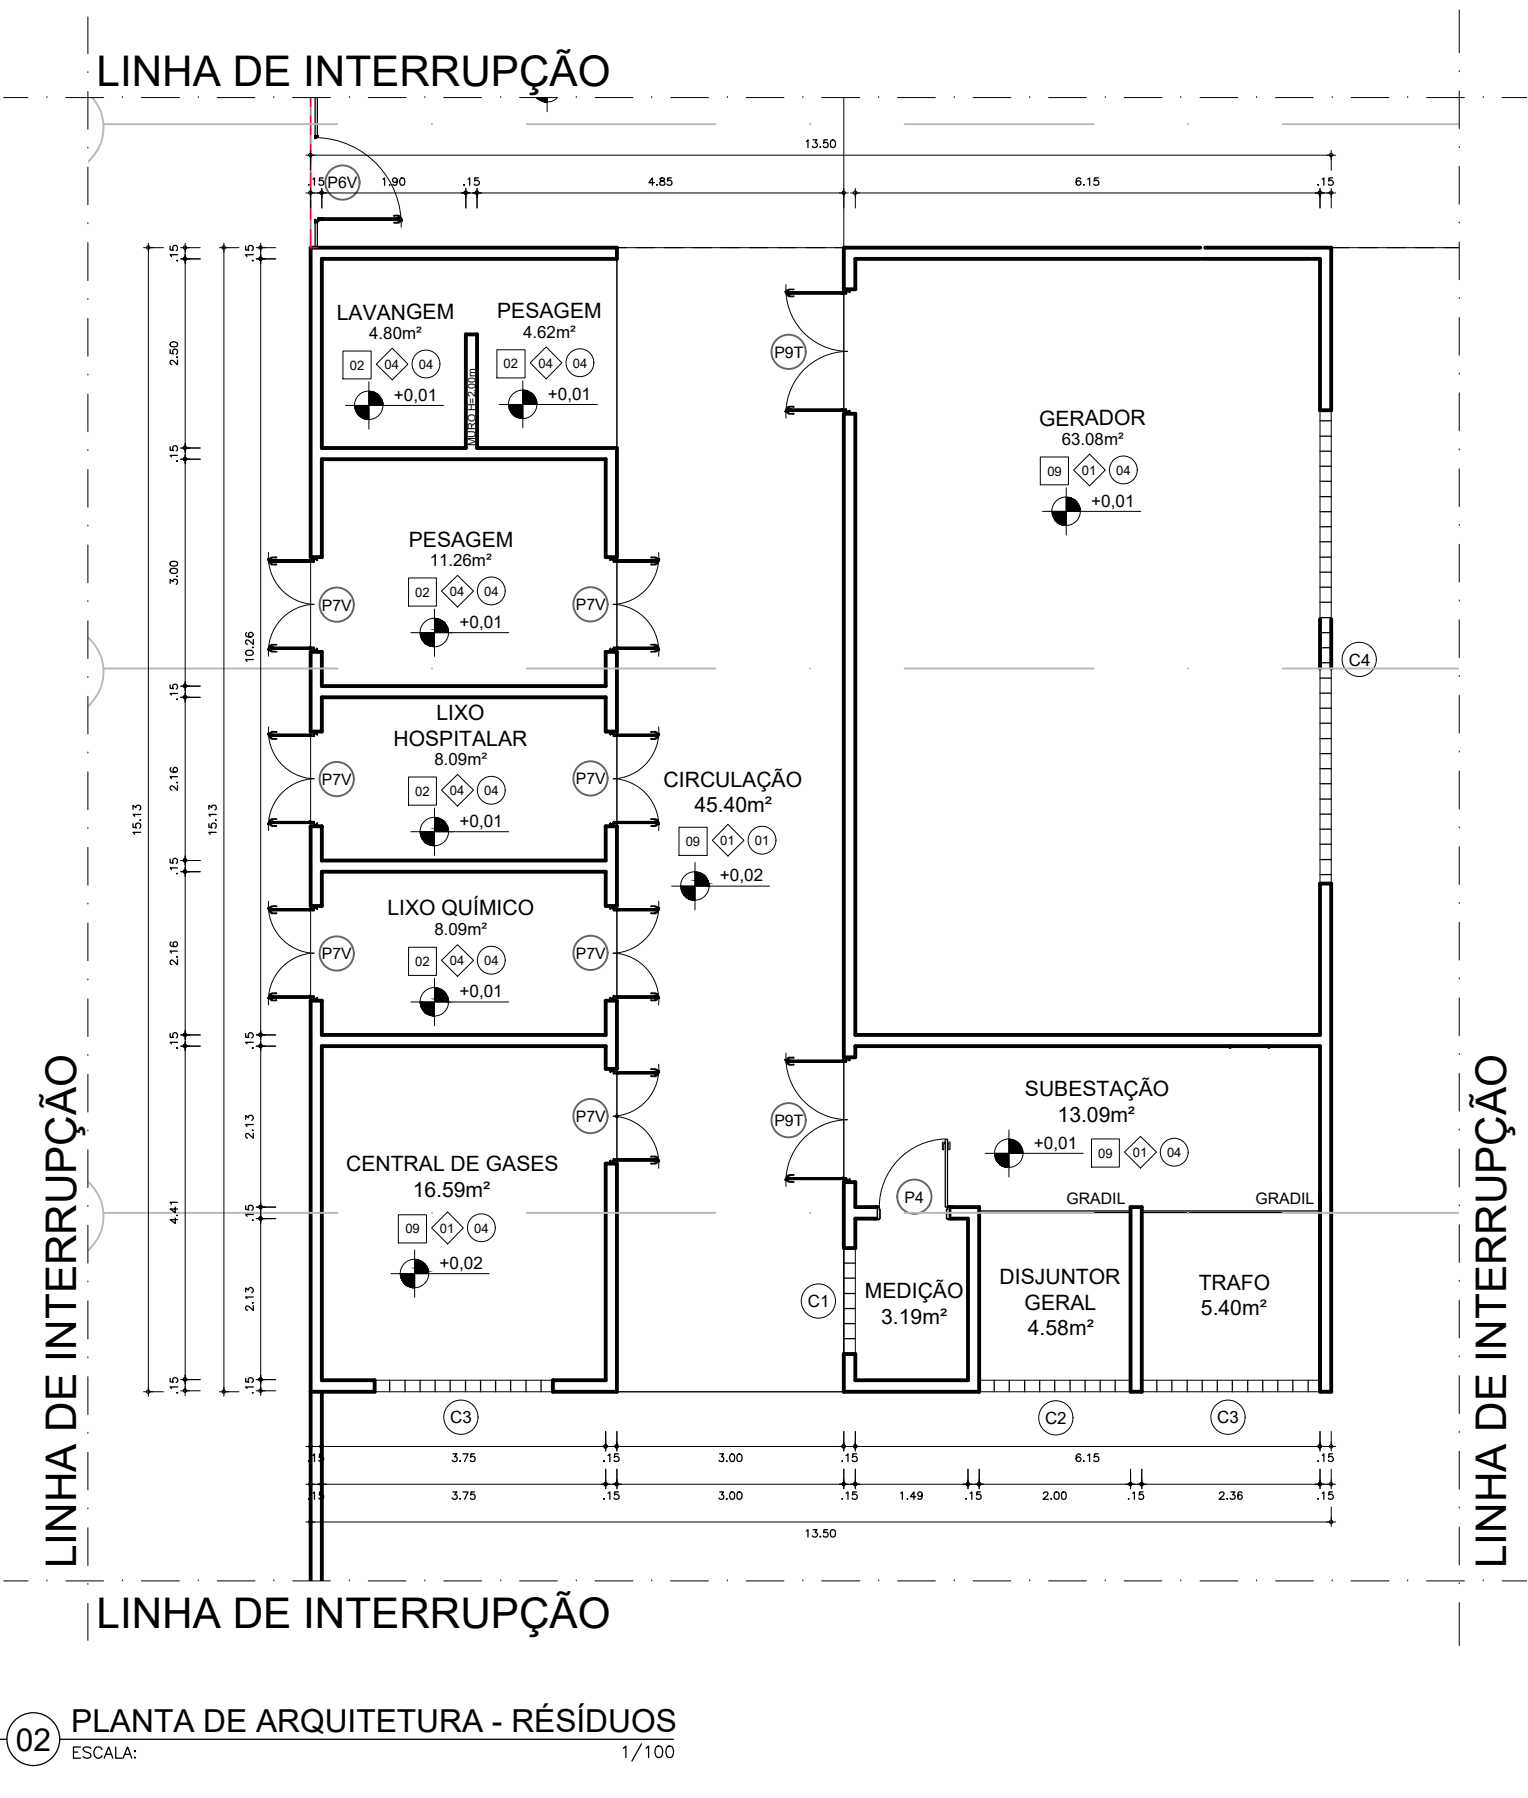 LINHA DE INTERRUPÇÃO
13.50
.15
P6V
1.90
.15
4.85
6.15
.15
.15
.15
LAVANGEM
4.80m²
02 04 04
+0,01
PESAGEM
4.62m²
02 04 04
+0,01
MURO H=2.00m
P9T
2.50
GERADOR
63.08m²
09 01 04
+0,01
.15
PESAGEM
11.26m²
02 04 04
+0,01
3.00
P7V
P7V
10.26
C4
.15
LIXO
HOSPITALAR
8.09m²
02 04 04
+0,01
2.16
P7V
P7V
CIRCULAÇÃO
45.40m²
09 01 01
+0,02
15.13
15.13
.15
LIXO QUÍMICO
8.09m²
02 04 04
+0,01
2.16
P7V
P7V
.15
.15
SUBESTAÇÃO
13.09m²
+0,01
09 01 04
P9T
P7V
2.13
CENTRAL DE GASES
16.59m²
09 01 04
+0,02
4.41
.15
P4
GRADIL
GRADIL
2.13
C1
MEDIÇÃO
3.19m²
DISJUNTOR
GERAL
4.58m²
TRAFO
5.40m²
.15
.15
C3
C2
C3
.15
3.75
.15
3.00
.15
6.15
.15
.15
3.75
.15
3.00
.15
1.49
.15
2.00
.15
2.36
.15
13.50
LINHA DE INTERRUPÇÃO
LINHA DE INTERRUPÇÃO
LINHA DE INTERRUPÇÃO
02
PLANTA DE ARQUITETURA - RÉSÍDUOS
ESCALA:
1/100